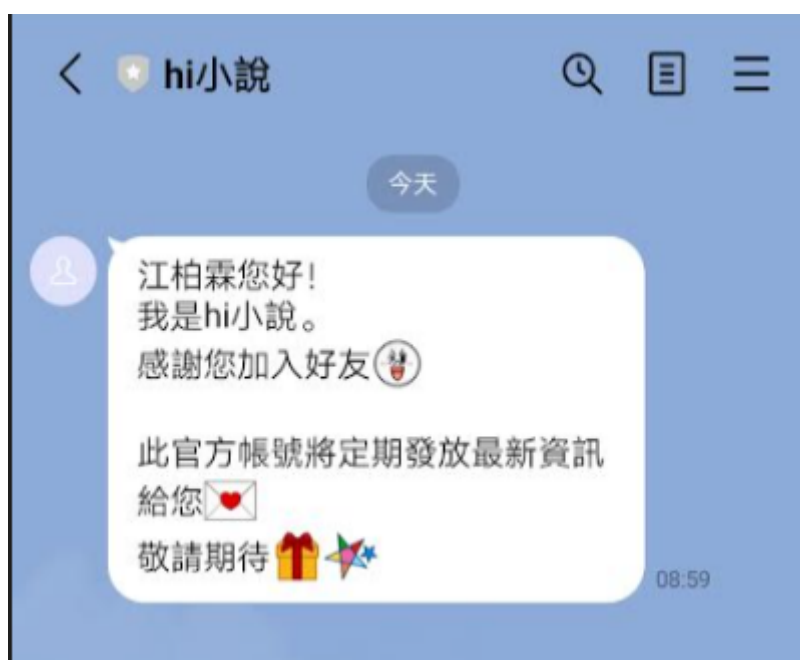 hi小說
今天
江柏霖您好!
我是hi小說。
感謝您加入好友
此官方帳號將定期發放最新資訊
給您
敬請期待
08:59